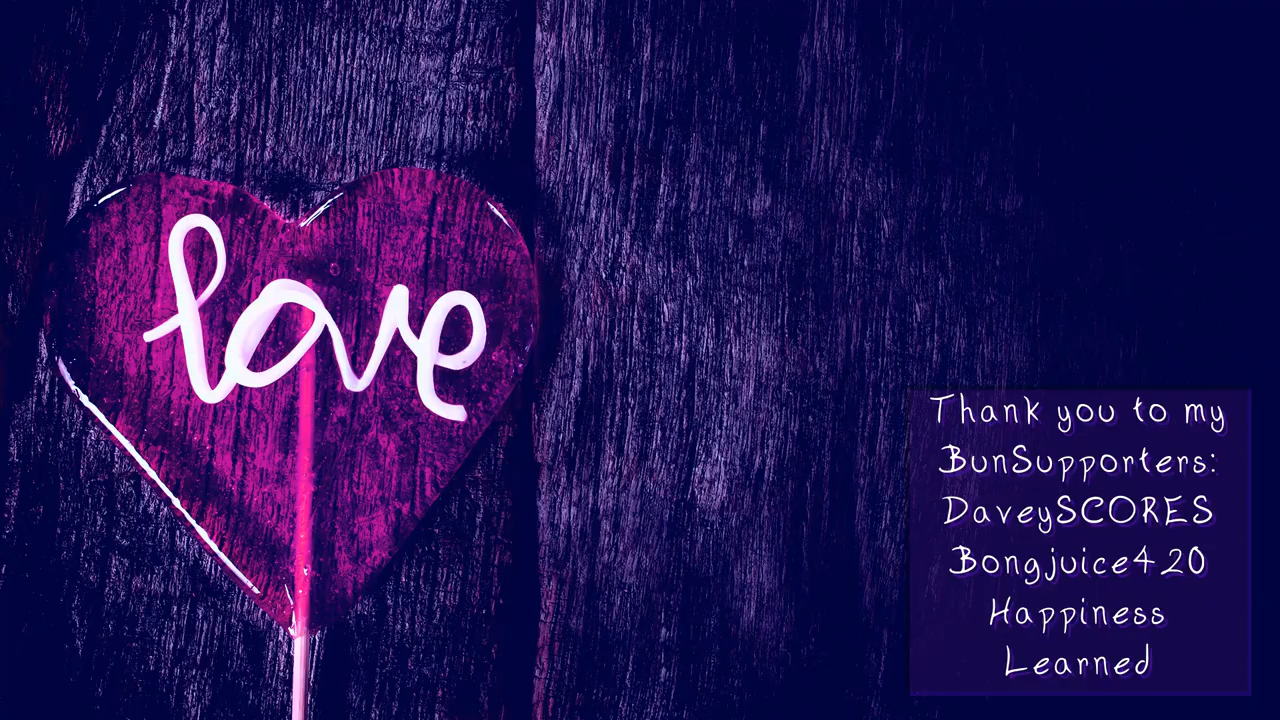 love
Thank you to my
BunSupporters:
DaveySCORES
Bongjuice420
Happiness
Learned